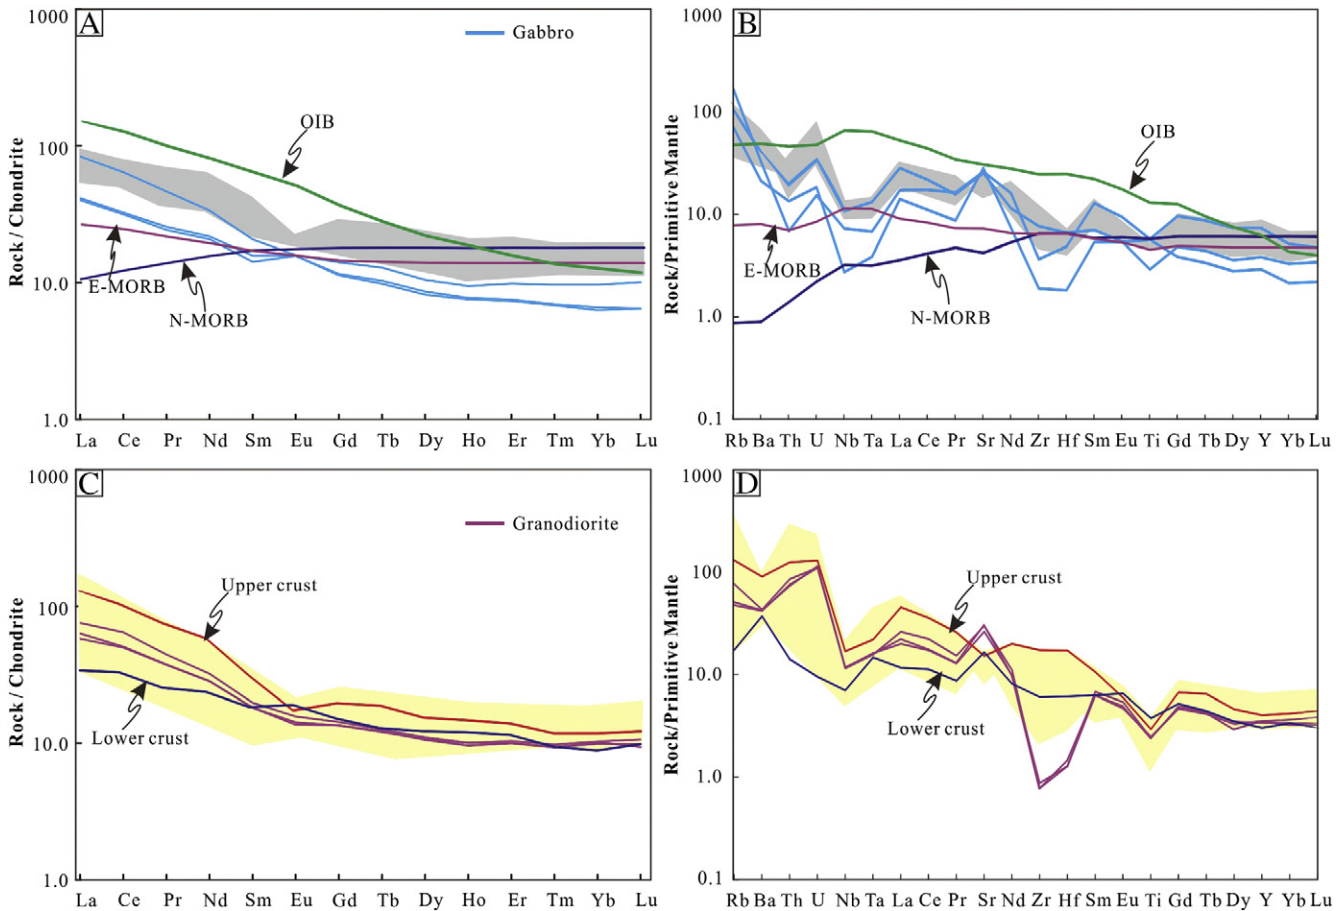 A
1000
100
10.0
1.0
Rock / Chondrite
Gabbro
OIB
E-MORB
N-MORB
La Ce Pr Nd Sm Eu Gd Tb Dy Ho Er Tm Yb Lu
B
1000
100
10.0
1.0
0.1
Rock/Primitive Mantle
OIB
E-MORB
N-MORB
Rb Ba Th U Nb Ta La Ce Pr Sr Nd Zr Hf Sm Eu Ti Gd Tb Dy Y Yb Lu
C
1000
100
10.0
1.0
Rock / Chondrite
Granodiorite
Upper crust
Lower crust
La Ce Pr Nd Sm Eu Gd Tb Dy Ho Er Tm Yb Lu
D
1000
100
10.0
1.0
0.1
Rock/Primitive Mantle
Upper crust
Lower crust
Rb Ba Th U Nb Ta La Ce Pr Sr Nd Zr Hf Sm Eu Ti Gd Tb Dy Y Yb Lu